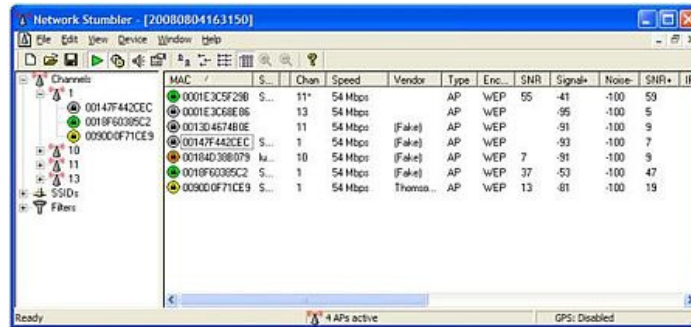 Network Stumbler - [20080804163150]
File Edit View Device Window Help
Channels
1
00147F442CEC
0018F60385C2
0090D0F71CE9
10
11
13
SSIDs
Filters
MAC S... Chan Speed Vendor Type Enc... SNR Signal+ Noise- SNR+
0001E3C5F29B S... 11* 54 Mbps AP WEP 55 -41 -100 59
0001E3C68E86 13 54 Mbps AP WEP -95 -100 5
0013D4674B0E 11 54 Mbps (Fake) AP WEP -91 -100 9
00147F442CEC S... 1 54 Mbps (Fake) AP WEP -93 -100 7
00184D38B079 lu... 10 54 Mbps (Fake) AP WEP 7 -91 -100 9
0018F60385C2 S... 1 54 Mbps (Fake) AP WEP 37 -53 -100 47
0090D0F71CE9 S... 1 54 Mbps Thomso... AP WEP 13 -81 -100 19
Ready 4 APs active GPS: Disabled